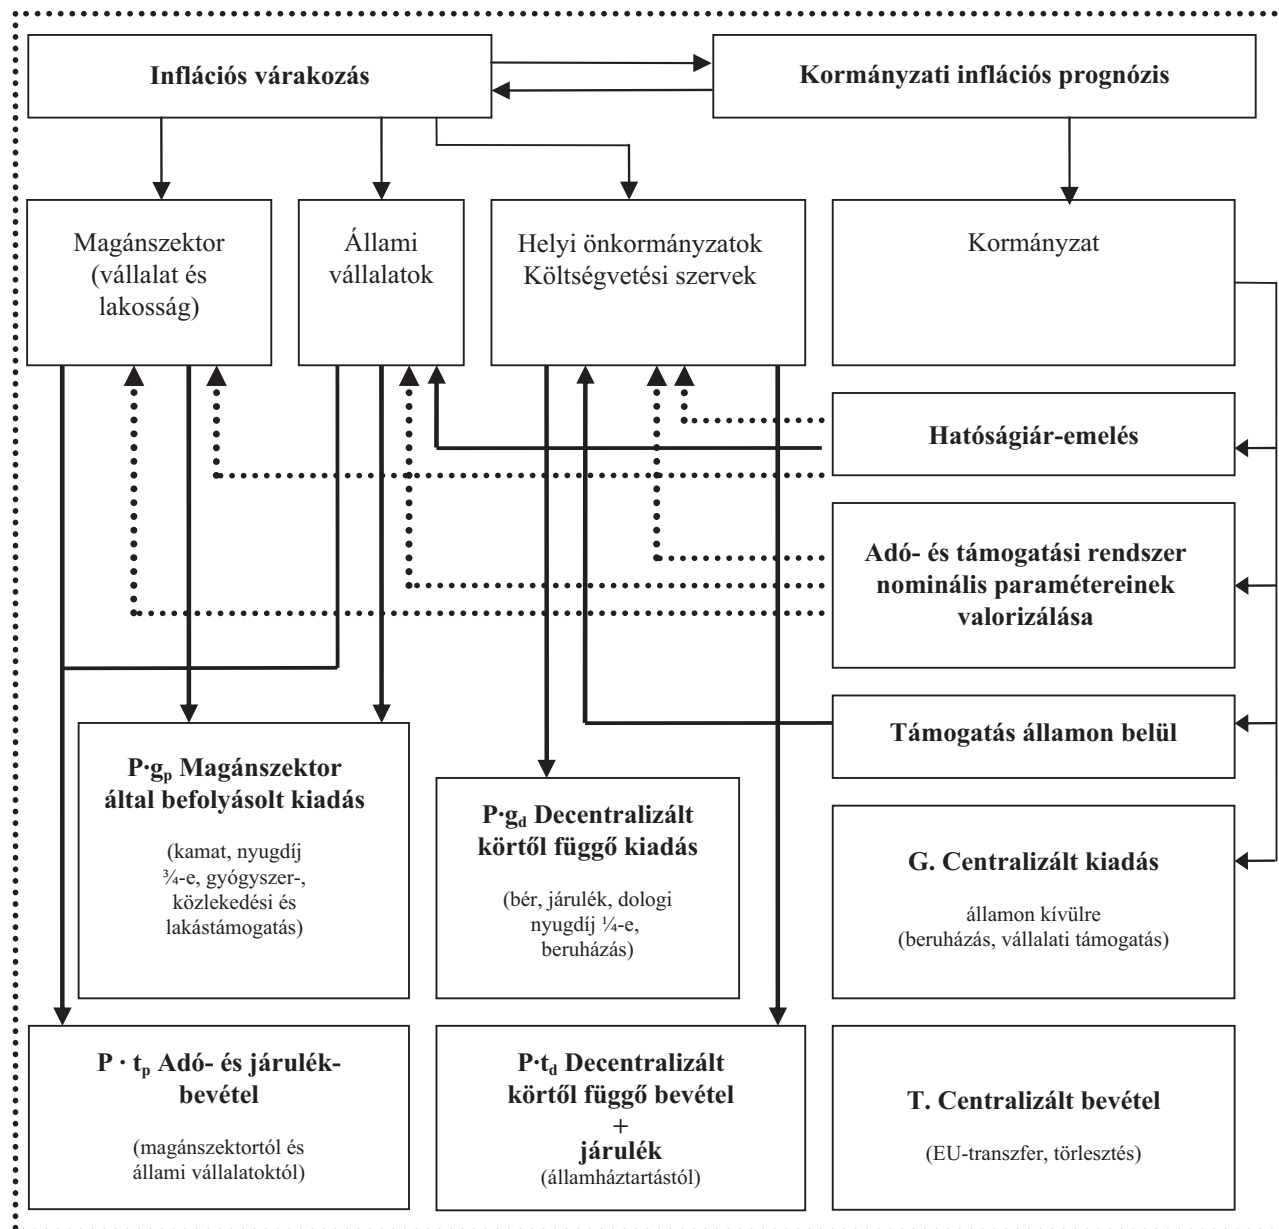 Inflációs várakozás
Kormányzati inflációs prognózis
Magánszektor
(vállalat és
lakosság)
Állami
vállalatok
Helyi önkormányzatok
Költségvetési szervek
Kormányzat
Hatóságiár-emelés
Adó- és támogatási rendszer
nominális paramétereinek
valorizálása
Támogatás államon belül
P·gp Magánszektor
által befolyásolt kiadás
(kamat, nyugdíj
¾-e, gyógyszer-,
közlekedési és
lakástámogatás)
P·gd Decentralizált
körtől függő kiadás
(bér, járulék, dologi
nyugdíj ¼-e,
beruházás)
G. Centralizált kiadás
államon kívülre
(beruházás, vállalati támogatás)
P · tp Adó- és járulék-
bevétel
(magánszektortól és
állami vállalatoktól)
P·td Decentralizált
körtől függő bevétel
+
járulék
(államháztartástól)
T. Centralizált bevétel
(EU-transzfer, törlesztés)